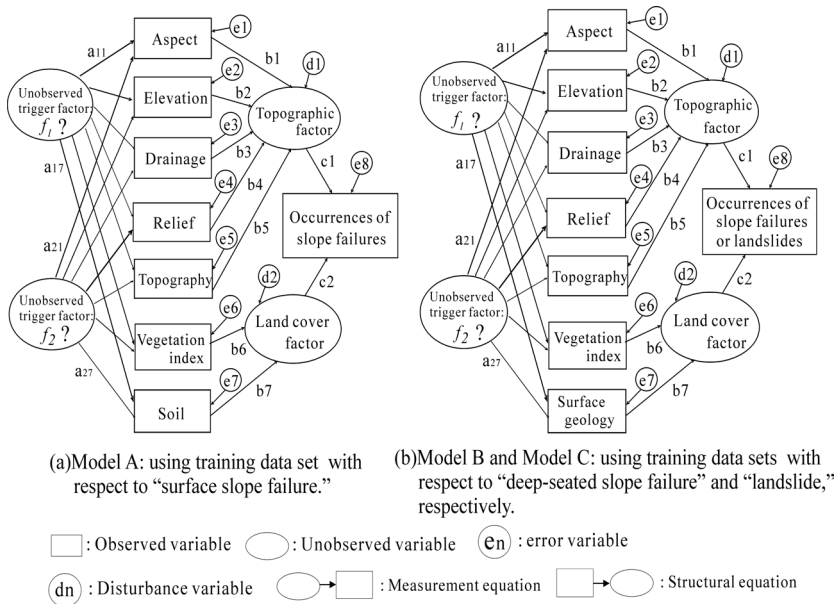 e1
Aspect
a11
b1
d1
e2
Unobserved trigger factor:
f1 ?
Elevation
b2
Topographic factor
e3
Drainage
b3
a17
c1
e8
e4
b4
Relief
Occurrences of slope failures
b5
a21
e5
Topography
Unobserved trigger factor:
f2 ?
d2
c2
e6
Vegetation index
b6
Land cover factor
a27
e7
b7
Soil
(a)Model A: using training data set with
respect to “surface slope failure.”
e1
Aspect
a11
b1
d1
e2
Unobserved trigger factor:
f1 ?
Elevation
b2
Topographic factor
e3
Drainage
b3
a17
c1
e8
e4
b4
Relief
Occurrences of slope failures or landslides
b5
a21
e5
Topography
Unobserved trigger factor:
f2 ?
d2
c2
e6
Vegetation index
b6
Land cover factor
a27
e7
b7
Surface geology
(b)Model B and Model C: using training data sets with
respect to “deep-seated slope failure” and “landslide,”
respectively.
: Observed variable
: Unobserved variable
en : error variable
dn : Disturbance variable
: Measurement equation
: Structural equation